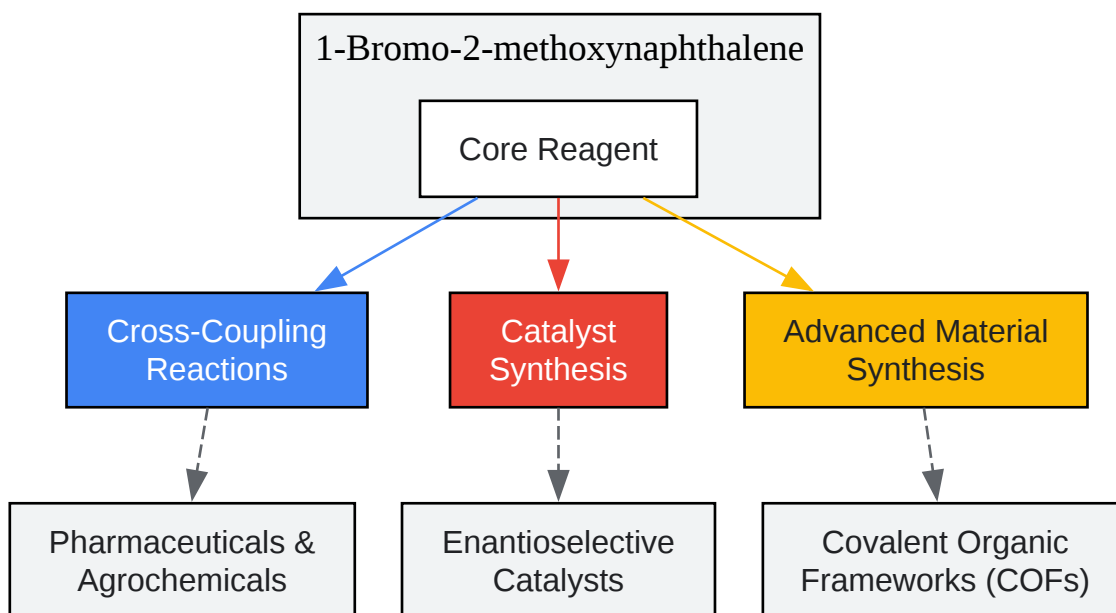 1-Bromo-2-methoxynaphthalene
Core Reagent
Cross-Coupling
Reactions
Catalyst
Synthesis
Advanced Material
Synthesis
Pharmaceuticals &
Agrochemicals
Enantioselective
Catalysts
Covalent Organic
Frameworks (COFs)